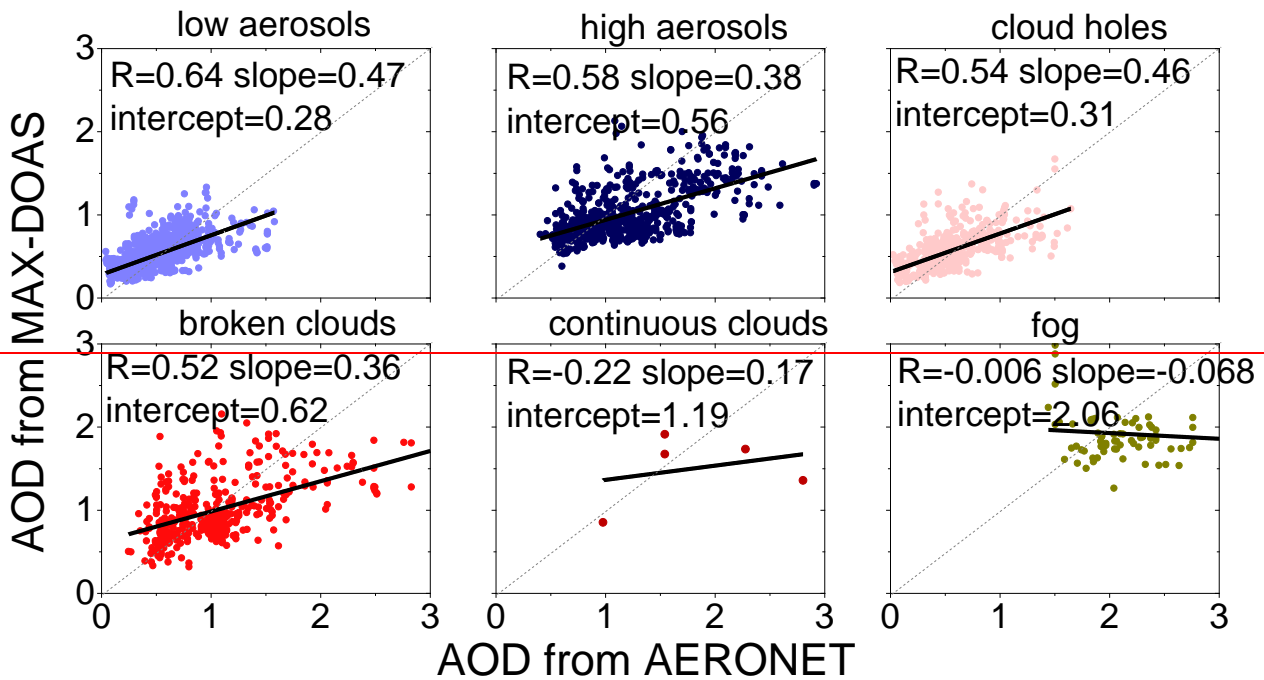 low aerosols
high aerosols
cloud holes
R=0.64 slope=0.47
intercept=0.28
R=0.58 slope=0.38
intercept=0.56
R=0.54 slope=0.46
intercept=0.31
3
2
1
0
AOD from MAX-DOAS
broken clouds
continuous clouds
fog
R=0.52 slope=0.36
intercept=0.62
R=-0.22 slope=0.17
intercept=1.19
R=-0.006 slope=-0.068
intercept=2.06
3
2
1
0
0 1 2 3
0 1 2 3
0 1 2 3
AOD from AERONET